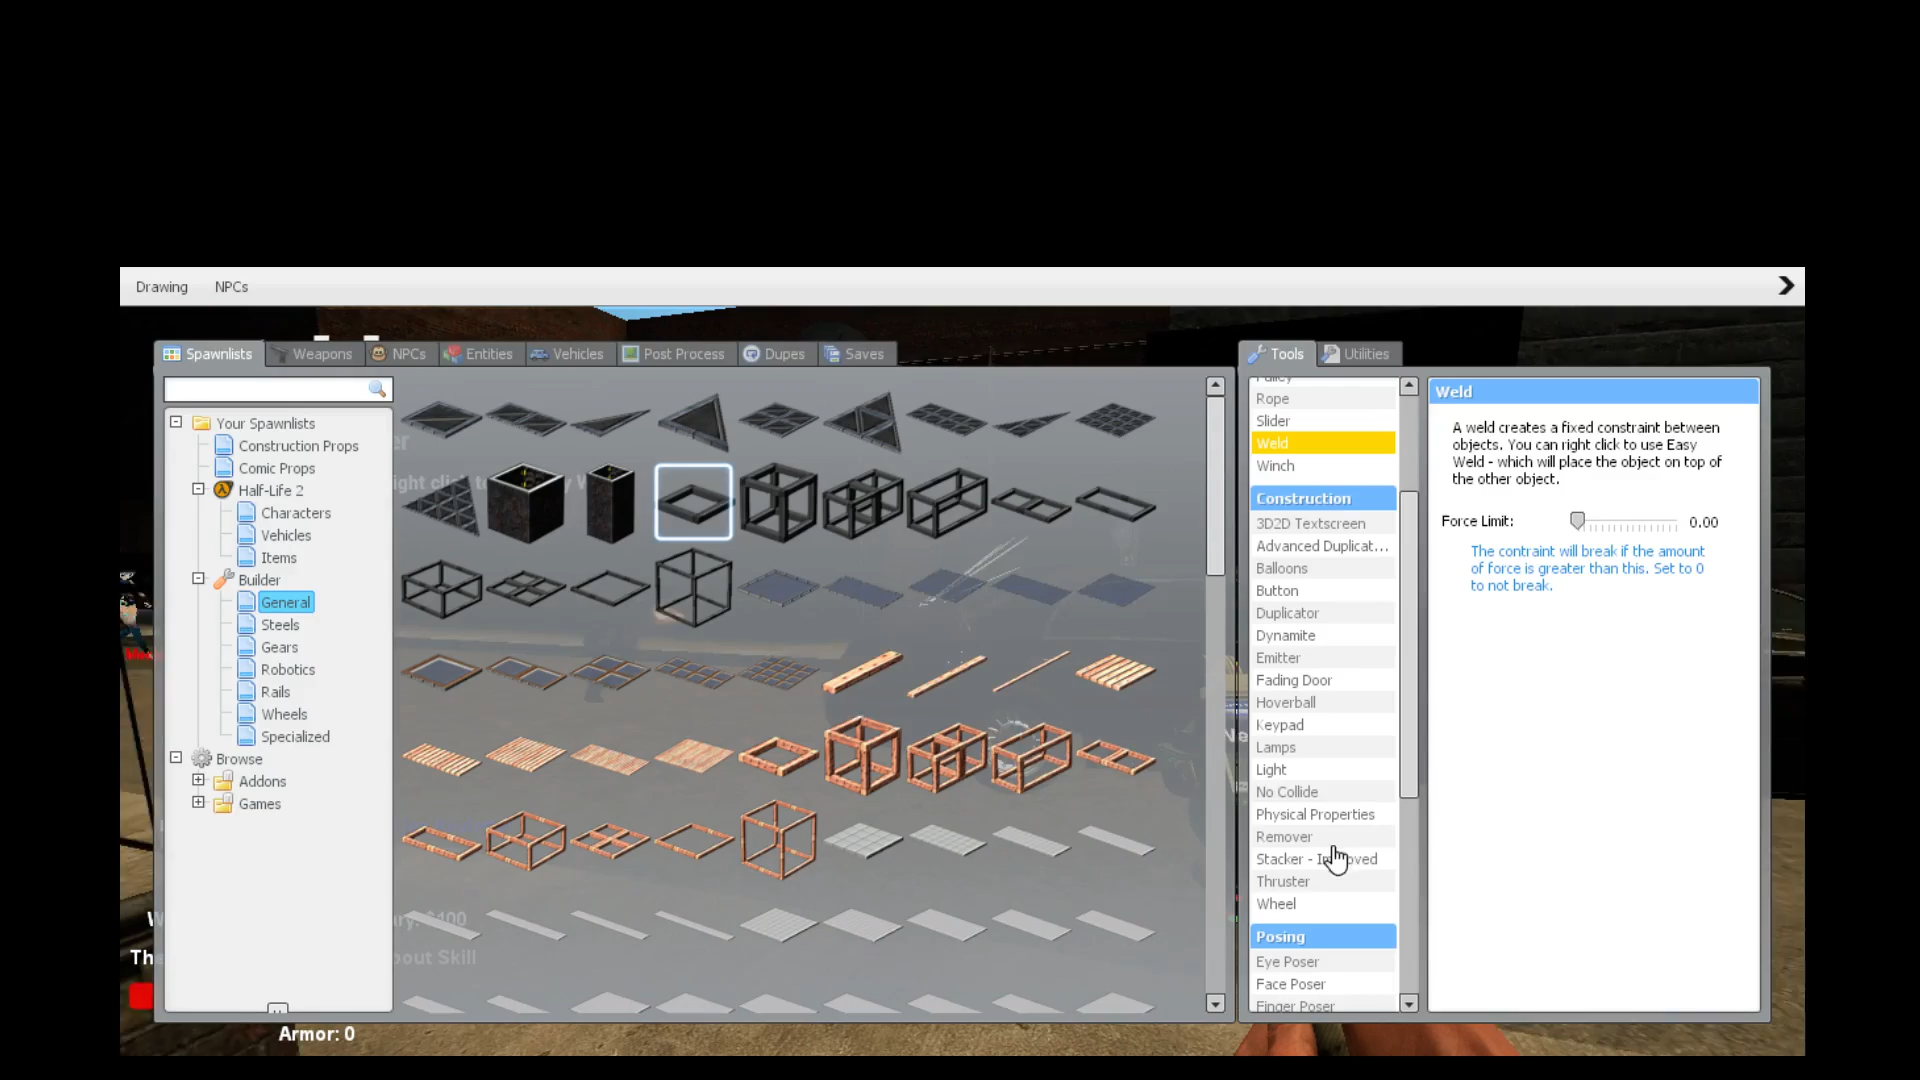 Drawing NPCs
Spawnlists Weapons NPCs Entities Vehicles Post Process Dupes Saves
Your Spawnlists
Construction Props
Comic Props
Half-Life 2
Characters
Vehicles
Items
Builder
General
Steels
Gears
Robotics
Rails
Wheels
Specialized
Browse
Addons
Games
Armor: 0
Tools Utilities
Pulley
Rope
Slider
Weld
Winch
Construction
3D2D Textscreen
Advanced Duplicat...
Balloons
Button
Duplicator
Dynamite
Emitter
Fading Door
Hoverball
Keypad
Lamps
Light
No Collide
Physical Properties
Remover
Stacker - Improved
Thruster
Wheel
Posing
Eye Poser
Face Poser
Finger Poser
Weld
A weld creates a fixed constraint between
objects. You can right click to use Easy
Weld - which will place the object on top of
the other object.
Force Limit: 0.00
The contraint will break if the amount
of force is greater than this. Set to 0
to not break.